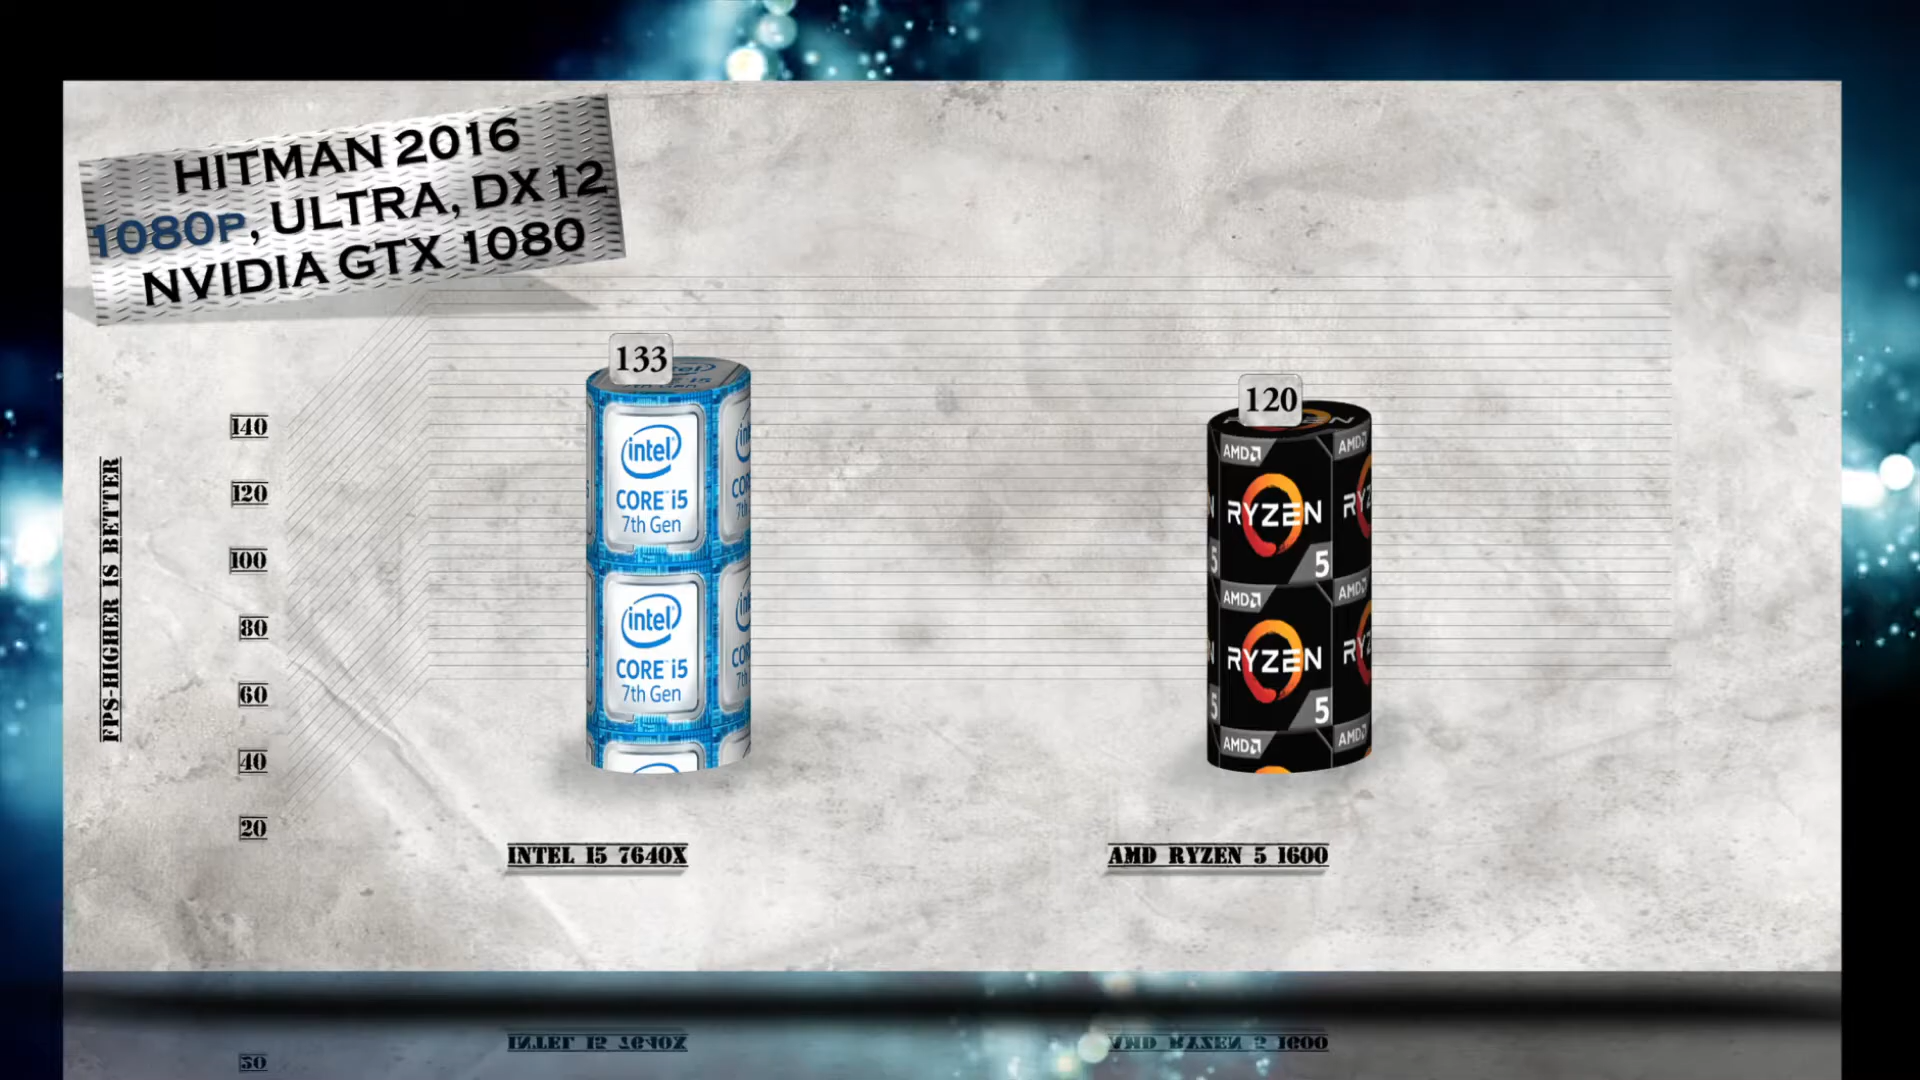 HITMAN 2016
1080P, ULTRA, DX12
NVIDIA GTX 1080
FPS-HIGHER IS BETTER
140
120
100
80
60
40
20
133
intel
CORE i5
7th Gen
intel
CORE i5
7th Gen
120
AMD
RYZEN
5
AMD
RYZEN
5
AMD
INTEL I5 7640X
AMD RYZEN 5 1600